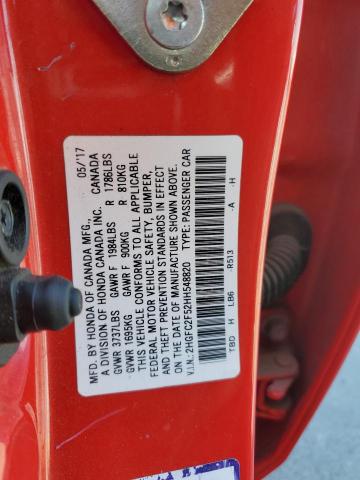 MFD. BY HONDA OF CANADA MFG. 05/'17
A DIVISION OF HONDA CANADA INC. CANADA
GVWR 3737LBS GAWR F 1984LBS R 1786LBS
GVWR 1695KG GAWR F 900KG R 810KG
THIS VEHICLE CONFORMS TO ALL APPLICABLE
FEDERAL MOTOR VEHICLE SAFETY, BUMPER,
AND THEFT PREVENTION STANDARDS IN EFFECT ON
THE DATE OF MANUFACTURE SHOWN ABOVE.
V.I.N.: 2HGFC2F52HH548820 TYPE: PASSENGER CAR
TBD H LB6 -R513 -A -H